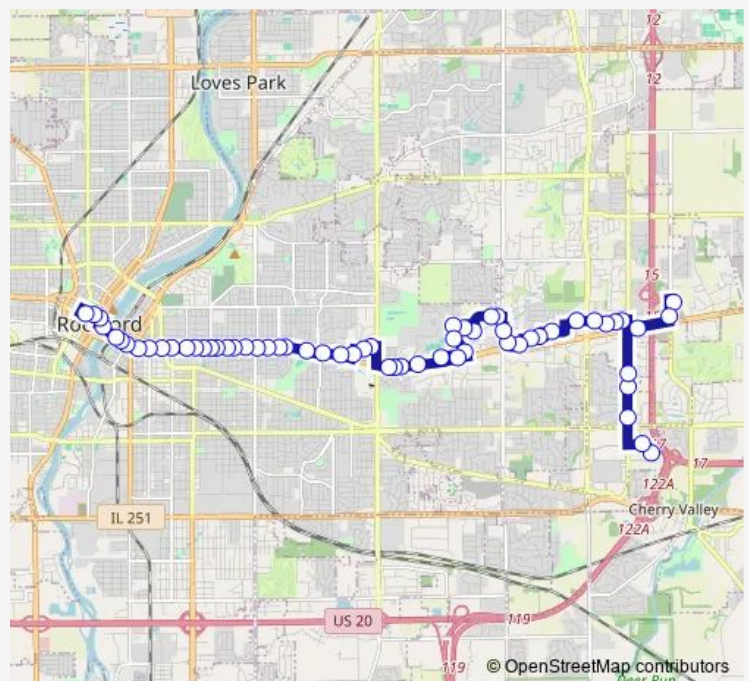 12
12
Loves Park
15
Rockford
17
17
122A
Cherry Valley
IL 251
122A
US 20
119
119
© OpenStreetMap contributors